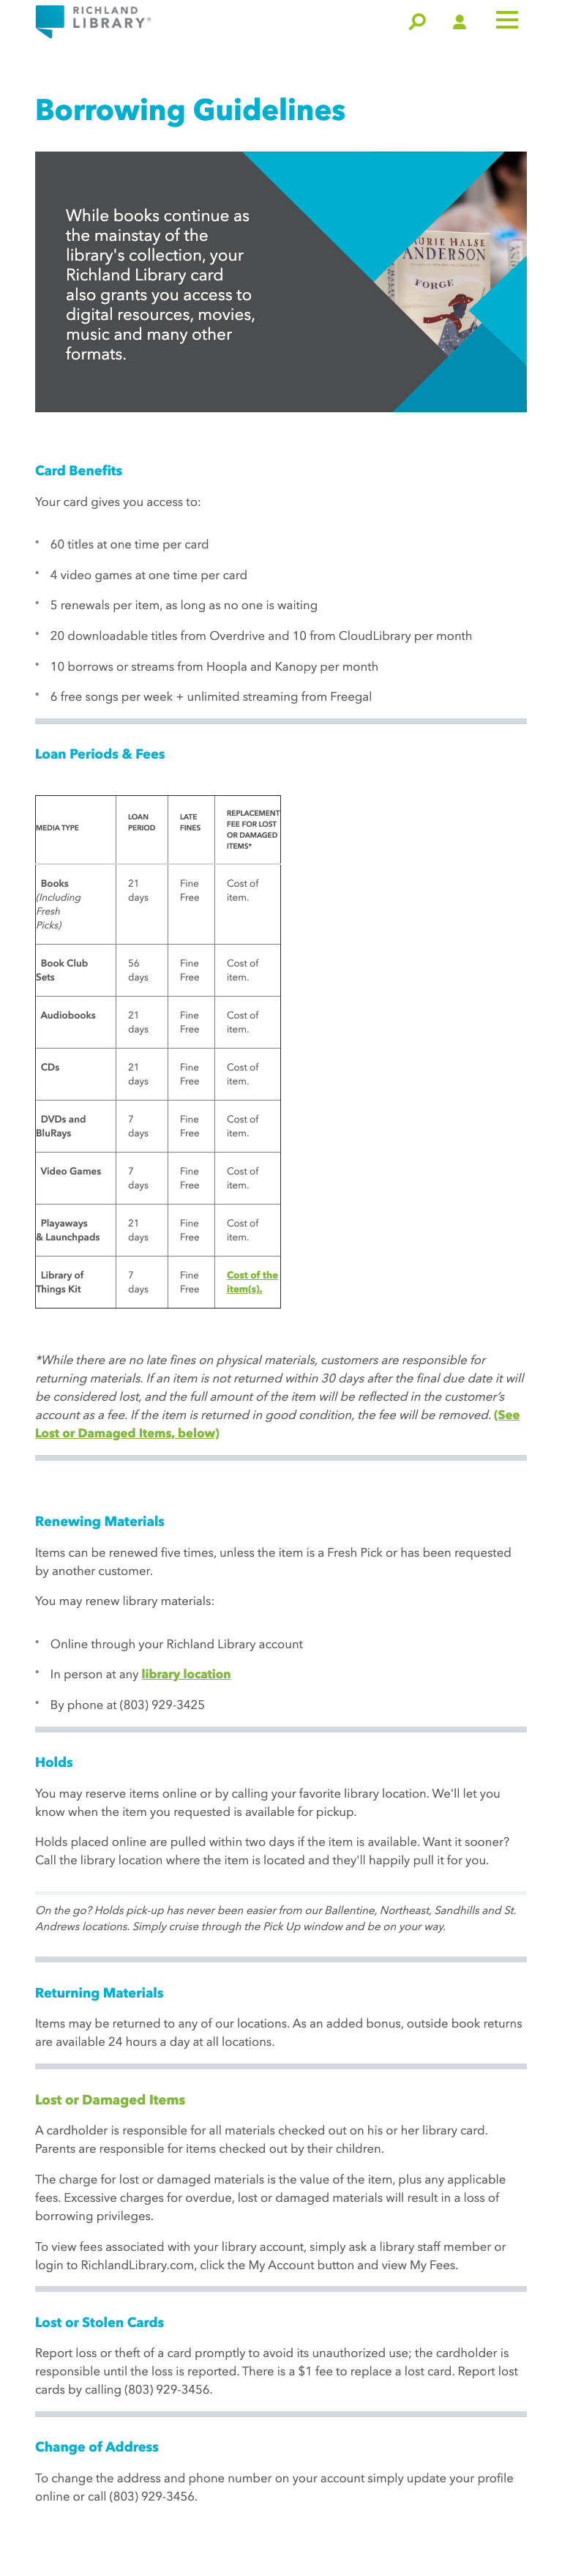 RICHLAND
LIBRARY®
Borrowing Guidelines
While books continue as
the mainstay of the
library's collection, your
Richland Library card
also grants you access to
digital resources, movies,
music and many other
formats.
LAURIE HALSE
ANDERSON
FORGE
Card Benefits
Your card gives you access to:
* 60 titles at one time per card
* 4 video games at one time per card
* 5 renewals per item, as long as no one is waiting
* 20 downloadable titles from Overdrive and 10 from CloudLibrary per month
* 10 borrows or streams from Hoopla and Kanopy per month
* 6 free songs per week + unlimited streaming from Freegal
Loan Periods & Fees
MEDIA TYPE
LOAN
PERIOD
LATE
FINES
REPLACEMENT
FEE FOR LOST
OR DAMAGED
ITEMS*
Books
(Including
Fresh
Picks)
21
days
Fine
Free
Cost of
item.
Book Club
Sets
56
days
Fine
Free
Cost of
item.
Audiobooks
21
days
Fine
Free
Cost of
item.
CDs
21
days
Fine
Free
Cost of
item.
DVDs and
BluRays
7
days
Fine
Free
Cost of
item.
Video Games
7
days
Fine
Free
Cost of
item.
Playaways
& Launchpads
21
days
Fine
Free
Cost of
item.
Library of
Things Kit
7
days
Fine
Free
Cost of the
item(s).
*While there are no late fines on physical materials, customers are responsible for
returning materials. If an item is not returned within 30 days after the final due date it will
be considered lost, and the full amount of the item will be reflected in the customer’s
account as a fee. If the item is returned in good condition, the fee will be removed. (See
Lost or Damaged Items, below)
Renewing Materials
Items can be renewed five times, unless the item is a Fresh Pick or has been requested
by another customer.
You may renew library materials:
* Online through your Richland Library account
* In person at any library location
* By phone at (803) 929-3425
Holds
You may reserve items online or by calling your favorite library location. We'll let you
know when the item you requested is available for pickup.
Holds placed online are pulled within two days if the item is available. Want it sooner?
Call the library location where the item is located and they'll happily pull it for you.
On the go? Holds pick-up has never been easier from our Ballentine, Northeast, Sandhills and St.
Andrews locations. Simply cruise through the Pick Up window and be on your way.
Returning Materials
Items may be returned to any of our locations. As an added bonus, outside book returns
are available 24 hours a day at all locations.
Lost or Damaged Items
A cardholder is responsible for all materials checked out on his or her library card.
Parents are responsible for items checked out by their children.
The charge for lost or damaged materials is the value of the item, plus any applicable
fees. Excessive charges for overdue, lost or damaged materials will result in a loss of
borrowing privileges.
To view fees associated with your library account, simply ask a library staff member or
login to RichlandLibrary.com, click the My Account button and view My Fees.
Lost or Stolen Cards
Report loss or theft of a card promptly to avoid its unauthorized use; the cardholder is
responsible until the loss is reported. There is a $1 fee to replace a lost card. Report lost
cards by calling (803) 929-3456.
Change of Address
To change the address and phone number on your account simply update your profile
online or call (803) 929-3456.